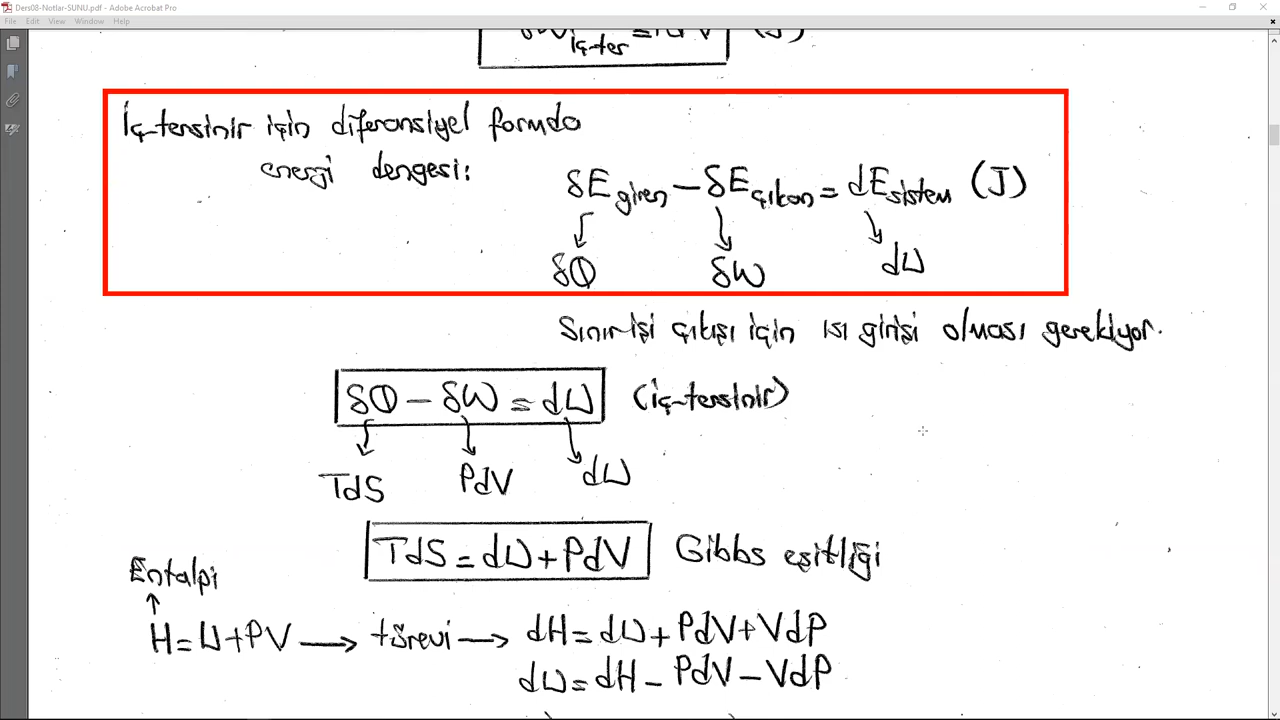 Ders08-Notlar-SUNU.pdf - Adobe Acrobat Pro
File Edit View Window Help
iç-ter
(J)
İç-tersinir için diferansiyel formda
enerji dengesi:
δE giren − δE çıkan = dE sistem (J)
δQ δW dU
Sınır işi çıkışı için ısı girişi olması gerekiyor.
δQ − δW = dU (iç-tersinir)
TdS PdV dU
TdS = dU + PdV Gibbs eşitliği
Entalpi
H = U + PV → türevi → dH = dU + PdV + VdP
dU = dH − PdV − VdP